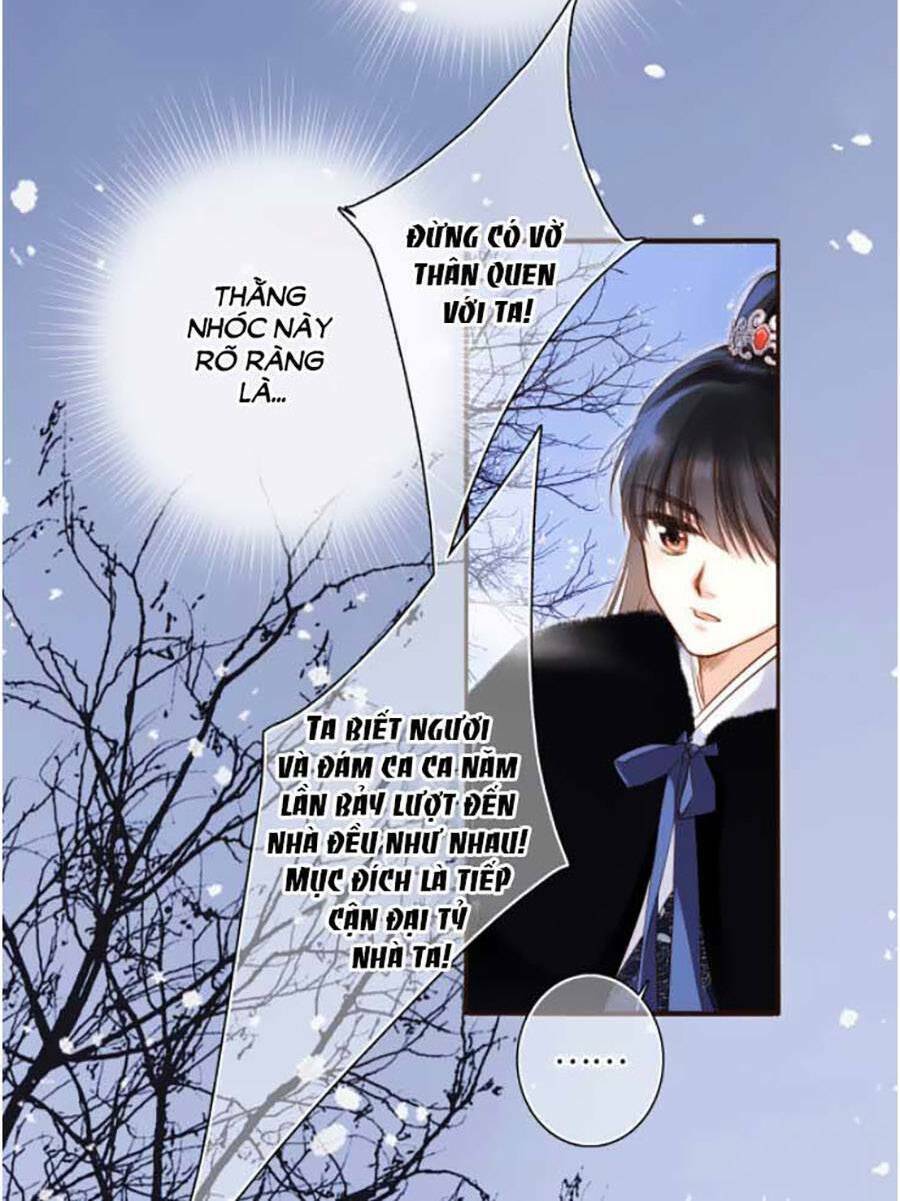 ĐỪNG CÓ VỜ
THÂN QUEN
VỚI TA!
THẰNG
NHÓC NÀY
RÕ RÀNG
LÀ...
TA BIẾT NGƯƠI
VÀ ĐÁM CA CA NĂM
LẦN BẢY LƯỢT ĐẾN
NHÀ ĐỀU NHƯ NHAU!
MỤC ĐÍCH LÀ TIẾP
CẬN ĐẠI TỶ
NHÀ TA!
......